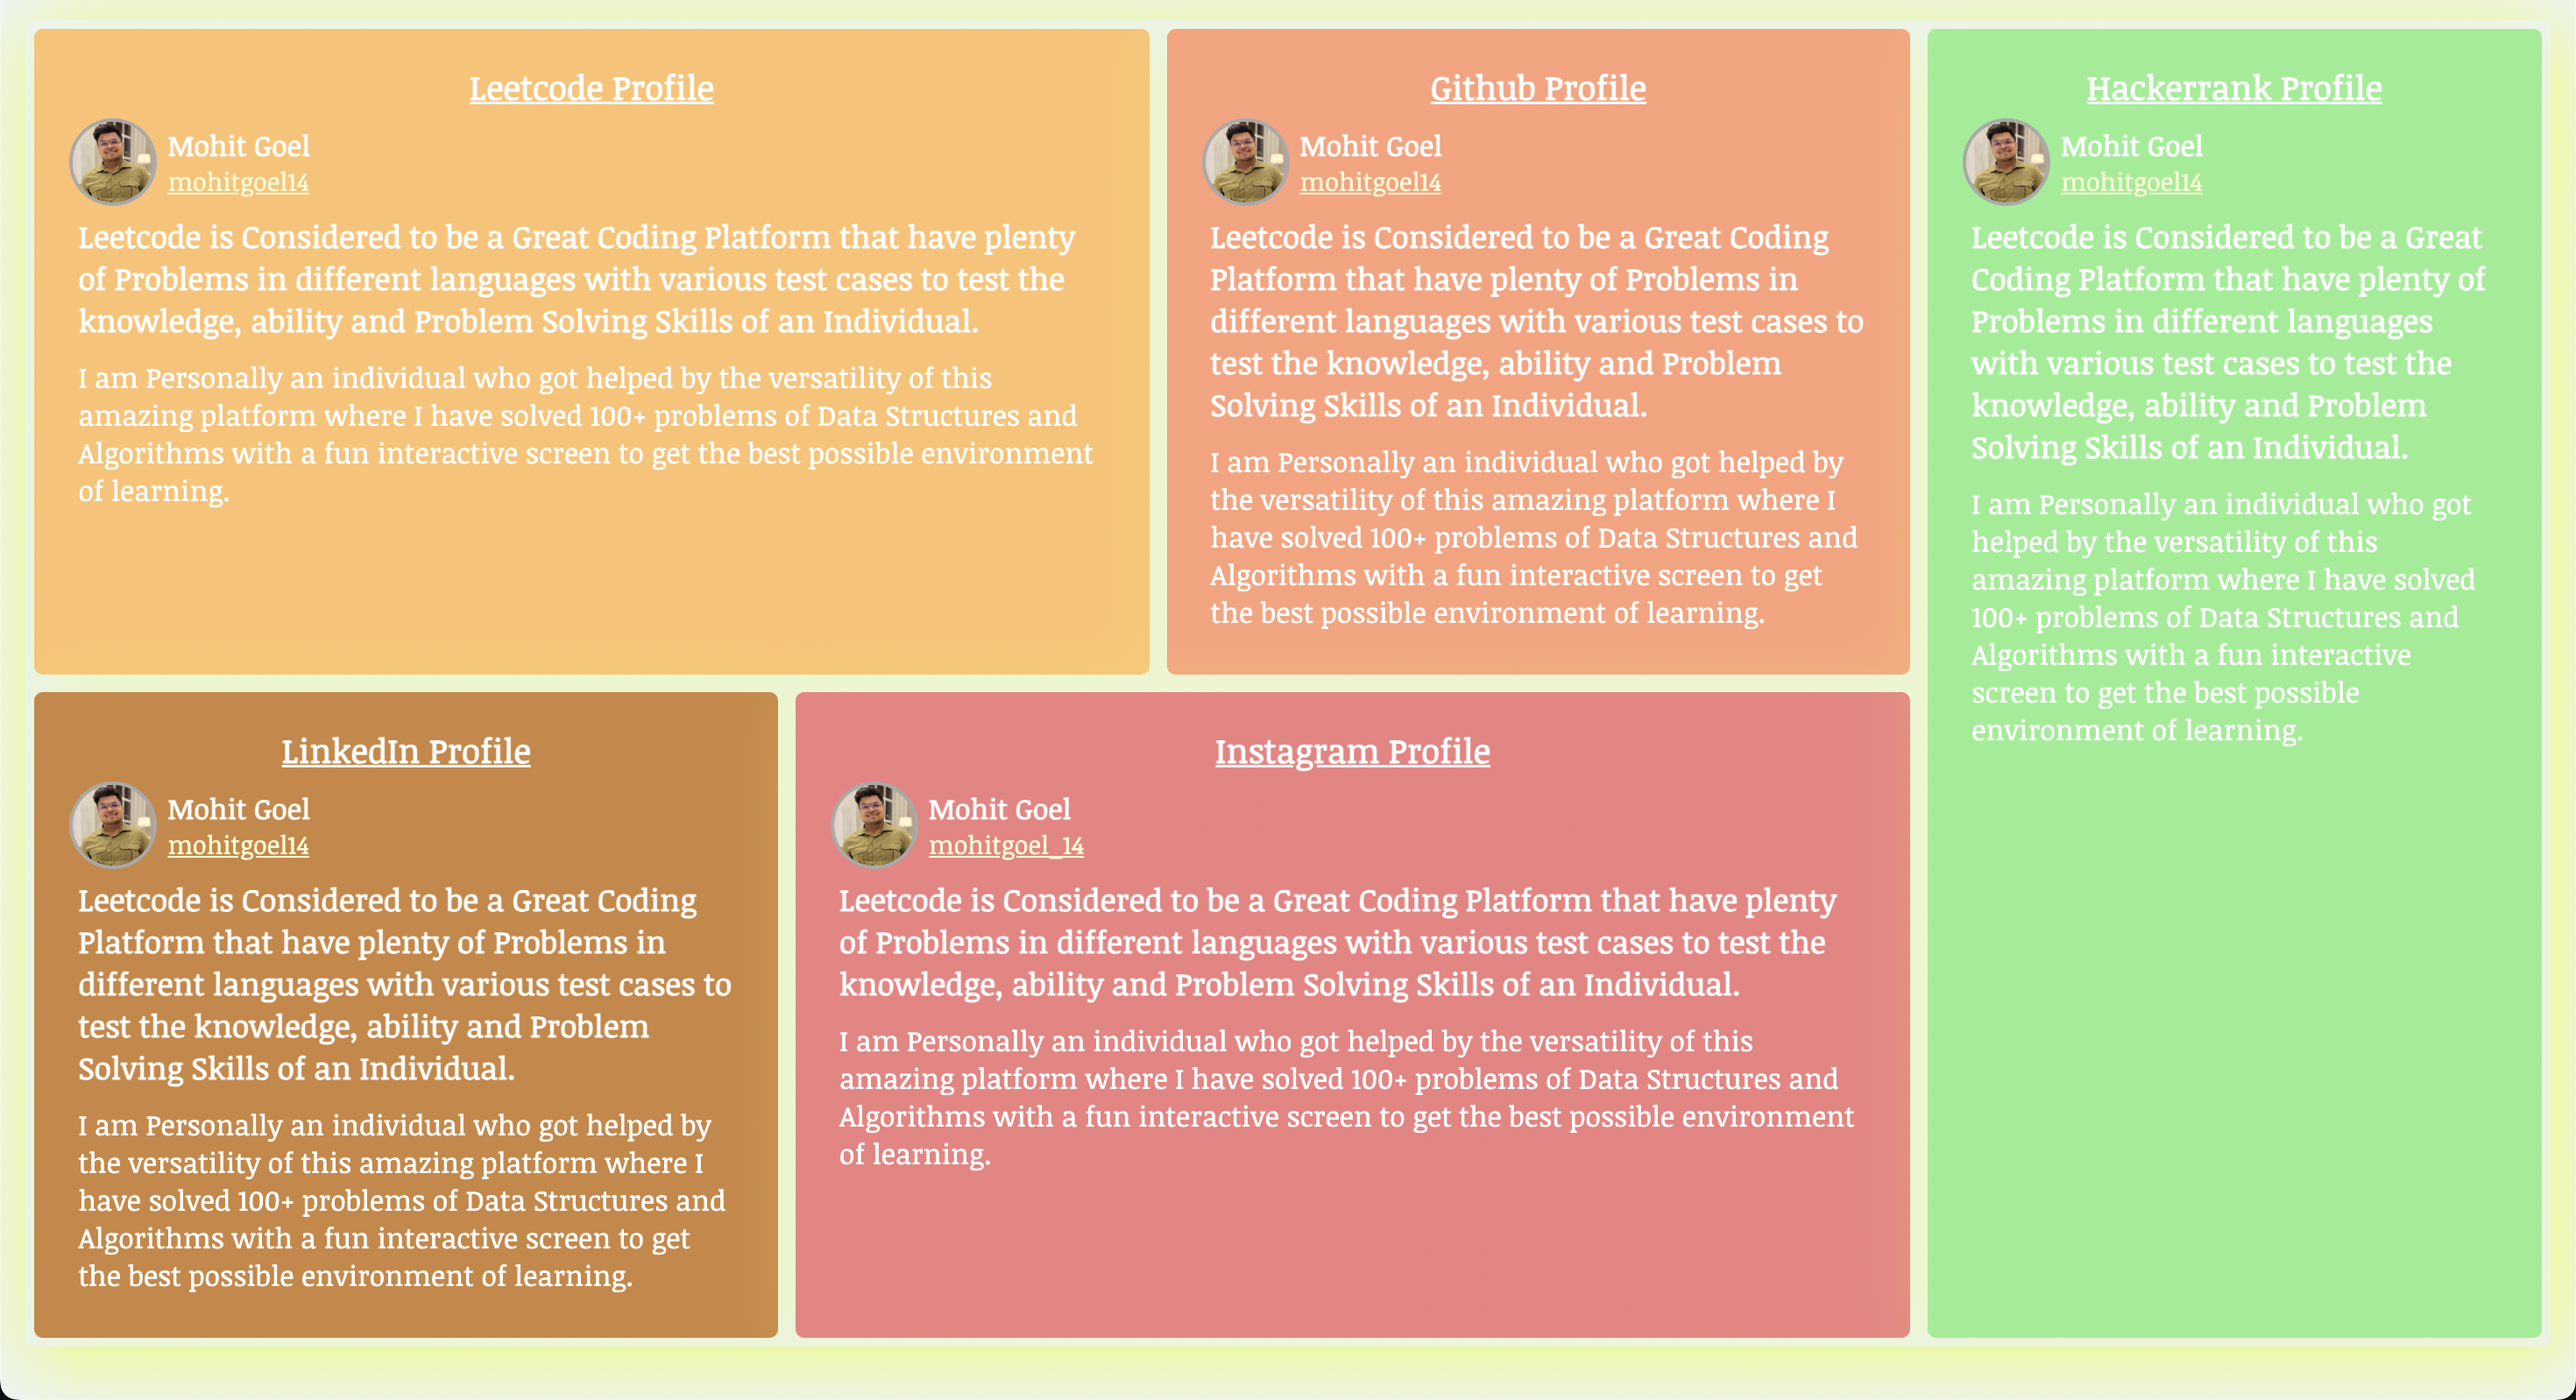 Leetcode Profile
Mohit Goel
mohitgoel14
Leetcode is Considered to be a Great Coding Platform that have plenty
of Problems in different languages with various test cases to test the
knowledge, ability and Problem Solving Skills of an Individual.
I am Personally an individual who got helped by the versatility of this
amazing platform where I have solved 100+ problems of Data Structures and
Algorithms with a fun interactive screen to get the best possible environment
of learning.
Github Profile
Mohit Goel
mohitgoel14
Leetcode is Considered to be a Great Coding
Platform that have plenty of Problems in
different languages with various test cases to
test the knowledge, ability and Problem
Solving Skills of an Individual.
I am Personally an individual who got helped by
the versatility of this amazing platform where I
have solved 100+ problems of Data Structures and
Algorithms with a fun interactive screen to get
the best possible environment of learning.
Hackerrank Profile
Mohit Goel
mohitgoel14
Leetcode is Considered to be a Great
Coding Platform that have plenty of
Problems in different languages
with various test cases to test the
knowledge, ability and Problem
Solving Skills of an Individual.
I am Personally an individual who got
helped by the versatility of this
amazing platform where I have solved
100+ problems of Data Structures and
Algorithms with a fun interactive
screen to get the best possible
environment of learning.
LinkedIn Profile
Mohit Goel
mohitgoel14
Leetcode is Considered to be a Great Coding
Platform that have plenty of Problems in
different languages with various test cases to
test the knowledge, ability and Problem
Solving Skills of an Individual.
I am Personally an individual who got helped by
the versatility of this amazing platform where I
have solved 100+ problems of Data Structures and
Algorithms with a fun interactive screen to get
the best possible environment of learning.
Instagram Profile
Mohit Goel
mohitgoel_14
Leetcode is Considered to be a Great Coding Platform that have plenty
of Problems in different languages with various test cases to test the
knowledge, ability and Problem Solving Skills of an Individual.
I am Personally an individual who got helped by the versatility of this
amazing platform where I have solved 100+ problems of Data Structures and
Algorithms with a fun interactive screen to get the best possible environment
of learning.